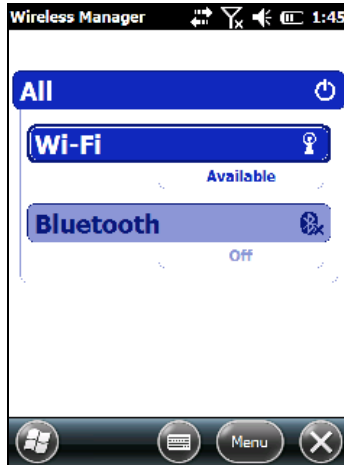 Wireless Manager 1:45
All
Wi-Fi
Available
Bluetooth
Off
Menu